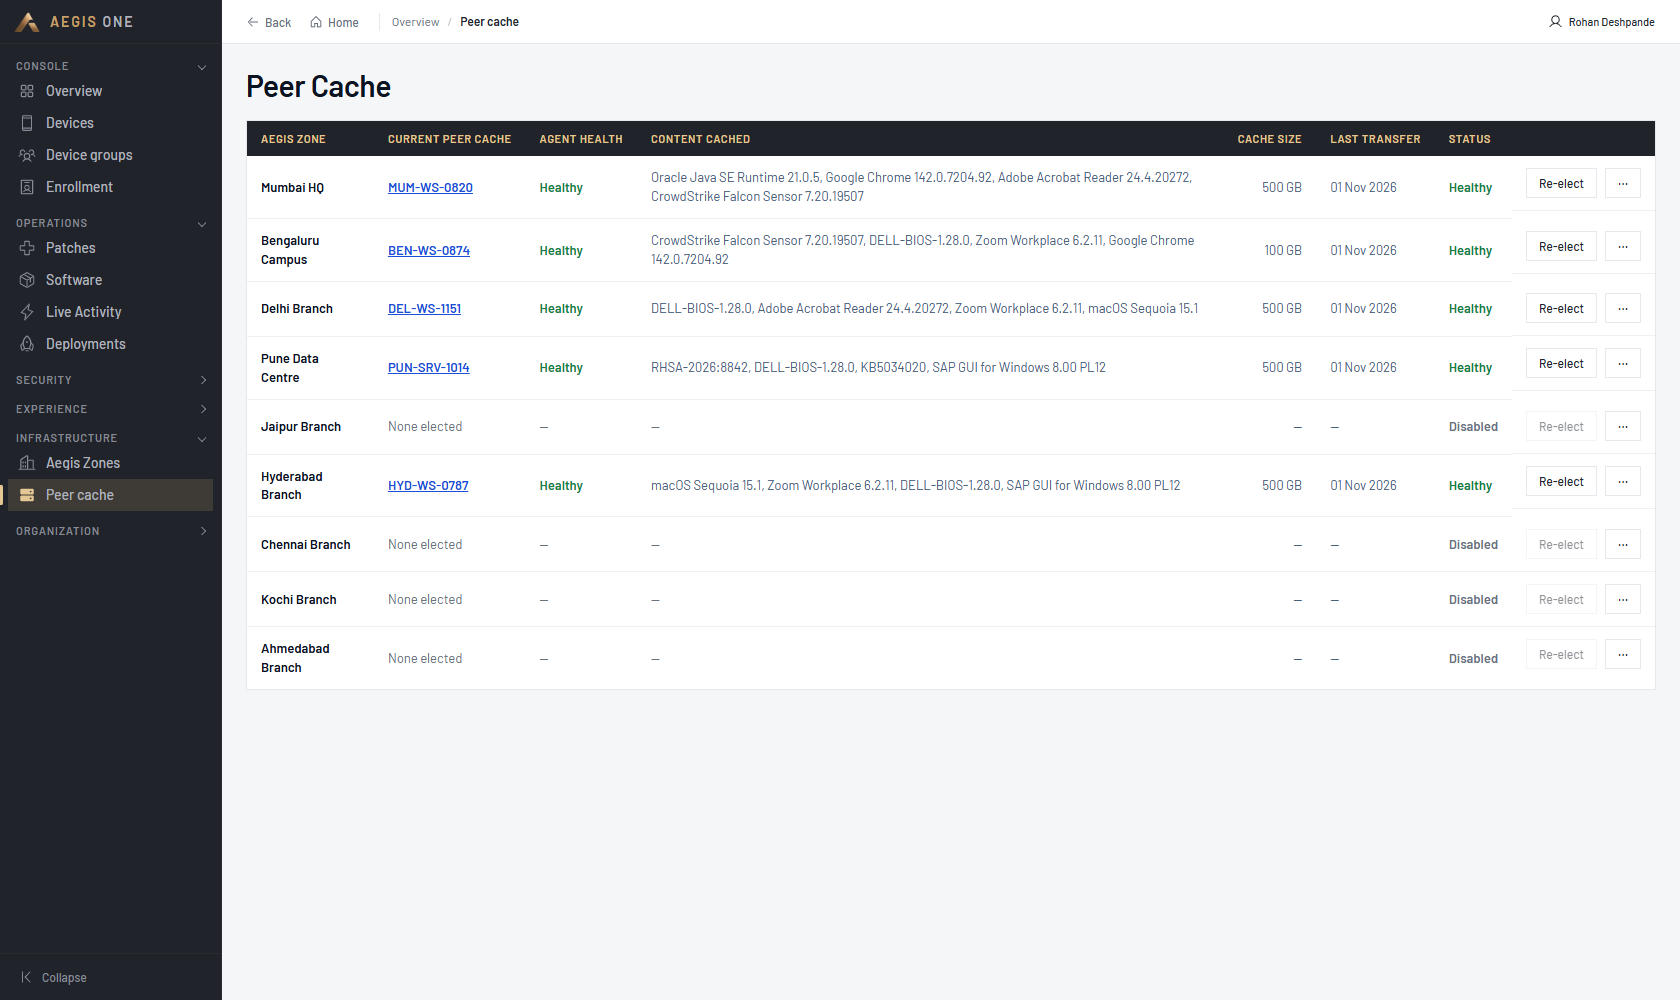 AEGIS ONE
Back
Home
Overview / Peer cache
Rohan Deshpande
CONSOLE
Overview
Devices
Device groups
Enrollment
OPERATIONS
Patches
Software
Live Activity
Deployments
SECURITY
EXPERIENCE
INFRASTRUCTURE
Aegis Zones
Peer cache
ORGANIZATION
Collapse
Peer Cache
AEGIS ZONE CURRENT PEER CACHE AGENT HEALTH CONTENT CACHED CACHE SIZE LAST TRANSFER STATUS
Mumbai HQ MUM-WS-0820 Healthy Oracle Java SE Runtime 21.0.5, Google Chrome 142.0.7204.92, Adobe Acrobat Reader 24.4.20272,
CrowdStrike Falcon Sensor 7.20.19507 500 GB 01 Nov 2026 Healthy Re-elect ...
Bengaluru
Campus BEN-WS-0874 Healthy CrowdStrike Falcon Sensor 7.20.19507, DELL-BIOS-1.28.0, Zoom Workplace 6.2.11, Google Chrome
142.0.7204.92 100 GB 01 Nov 2026 Healthy Re-elect ...
Delhi Branch DEL-WS-1151 Healthy DELL-BIOS-1.28.0, Adobe Acrobat Reader 24.4.20272, Zoom Workplace 6.2.11, macOS Sequoia 15.1 500 GB 01 Nov 2026 Healthy Re-elect ...
Pune Data
Centre PUN-SRV-1014 Healthy RHSA-2026:8842, DELL-BIOS-1.28.0, KB5034020, SAP GUI for Windows 8.00 PL12 500 GB 01 Nov 2026 Healthy Re-elect ...
Jaipur Branch None elected — — — — Disabled Re-elect ...
Hyderabad
Branch HYD-WS-0787 Healthy macOS Sequoia 15.1, Zoom Workplace 6.2.11, DELL-BIOS-1.28.0, SAP GUI for Windows 8.00 PL12 500 GB 01 Nov 2026 Healthy Re-elect ...
Chennai Branch None elected — — — — Disabled Re-elect ...
Kochi Branch None elected — — — — Disabled Re-elect ...
Ahmedabad
Branch None elected — — — — Disabled Re-elect ...